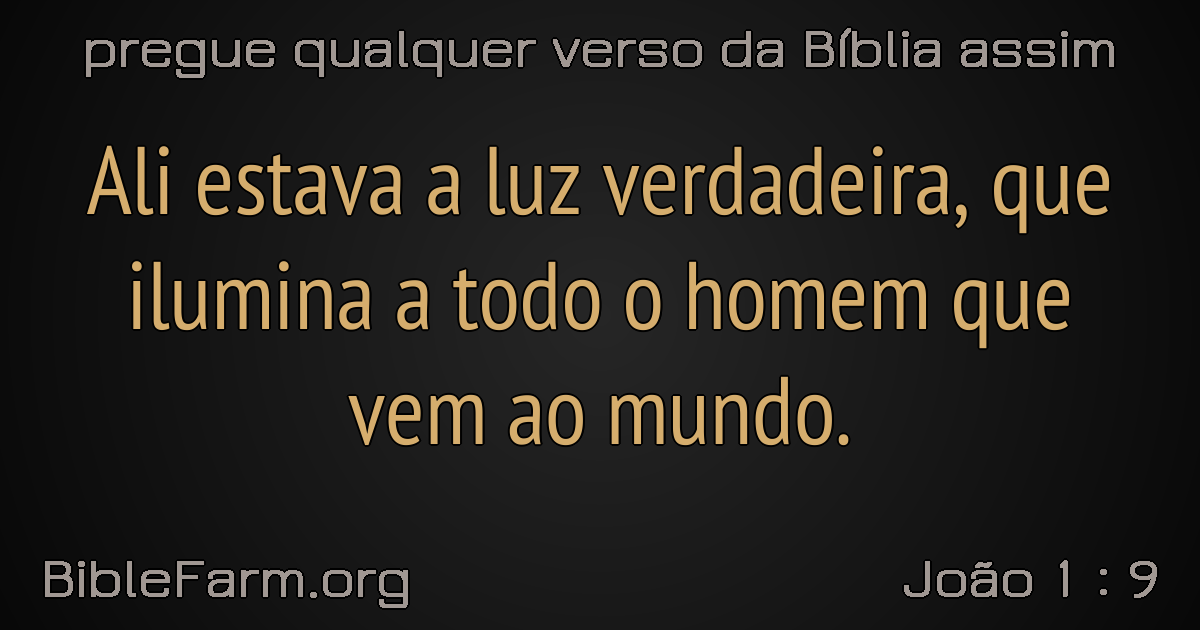 pregue qualquer verso da Bíblia assim
Ali estava a luz verdadeira, que
ilumina a todo o homem que
vem ao mundo.
BibleFarm.org
João 1 : 9